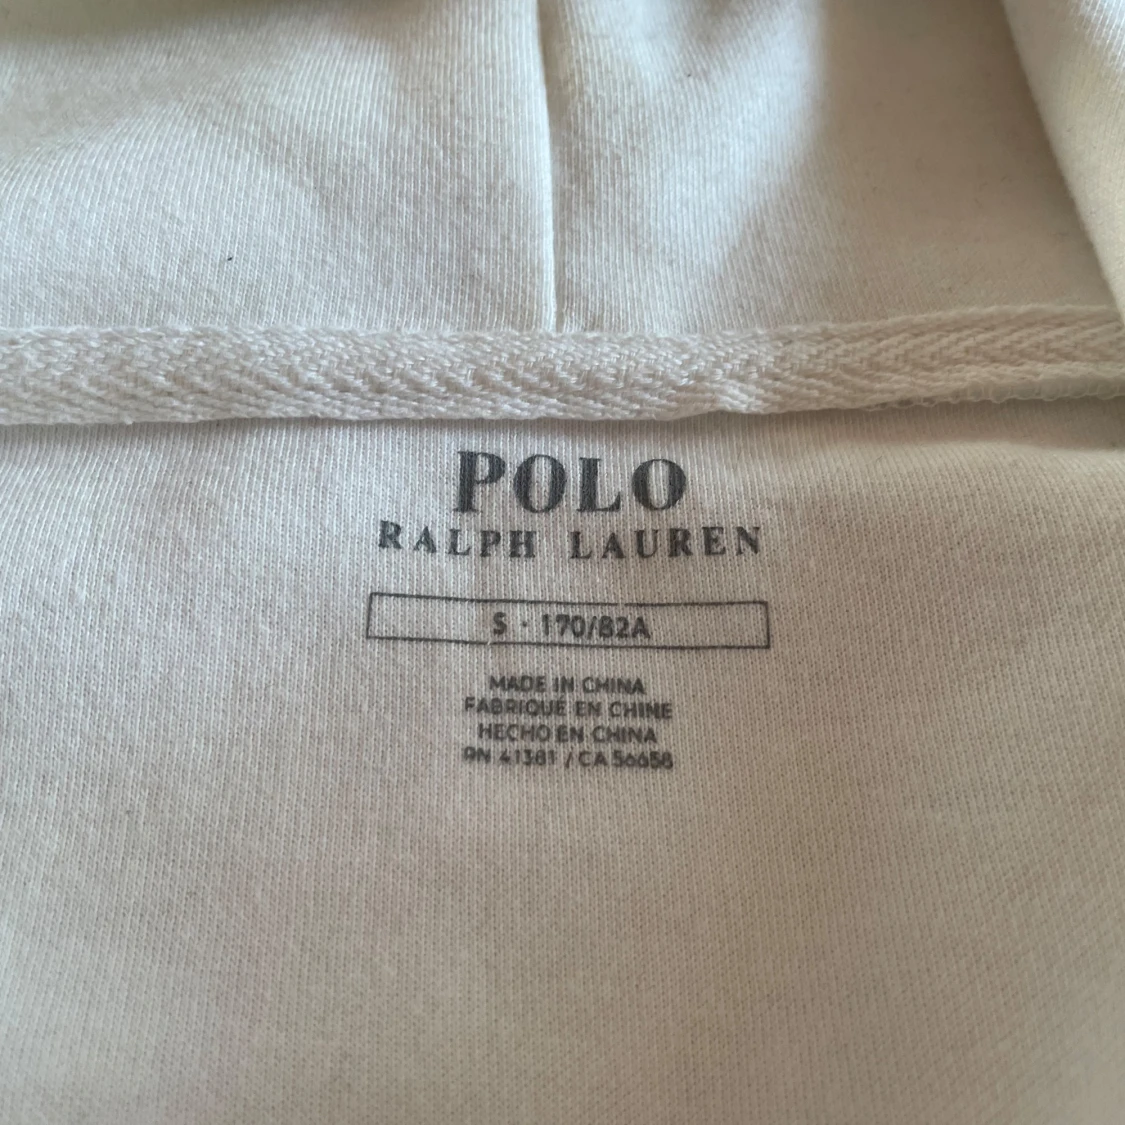 POLO
RALPH LAUREN
S · 170/82A
MADE IN CHINA
FABRIQUÉ EN CHINE
HECHO EN CHINA
RN 41381 / CA 56658